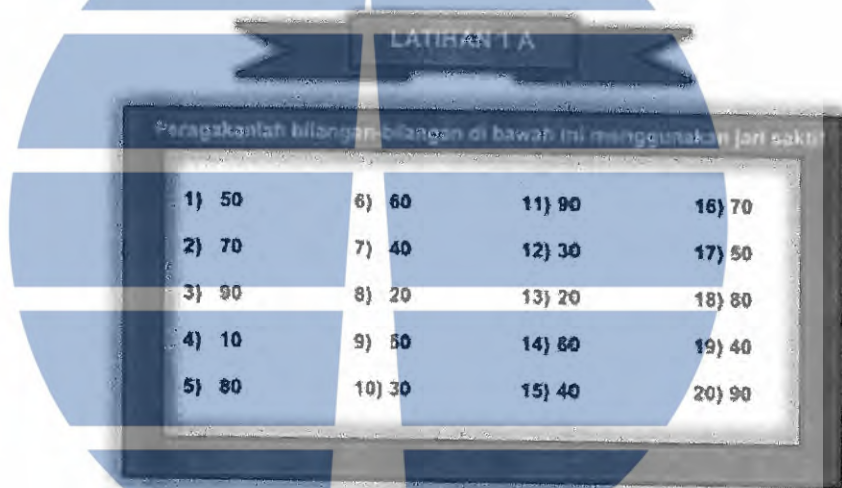 LATIHAN 1 A
Peragakanlah bilangan-bilangan di bawah ini menggunakan jari sakti!
1) 50 6) 60 11) 90 16) 70
2) 70 7) 40 12) 30 17) 50
3) 90 8) 20 13) 20 18) 80
4) 10 9) 50 14) 60 19) 40
5) 80 10) 30 15) 40 20) 90